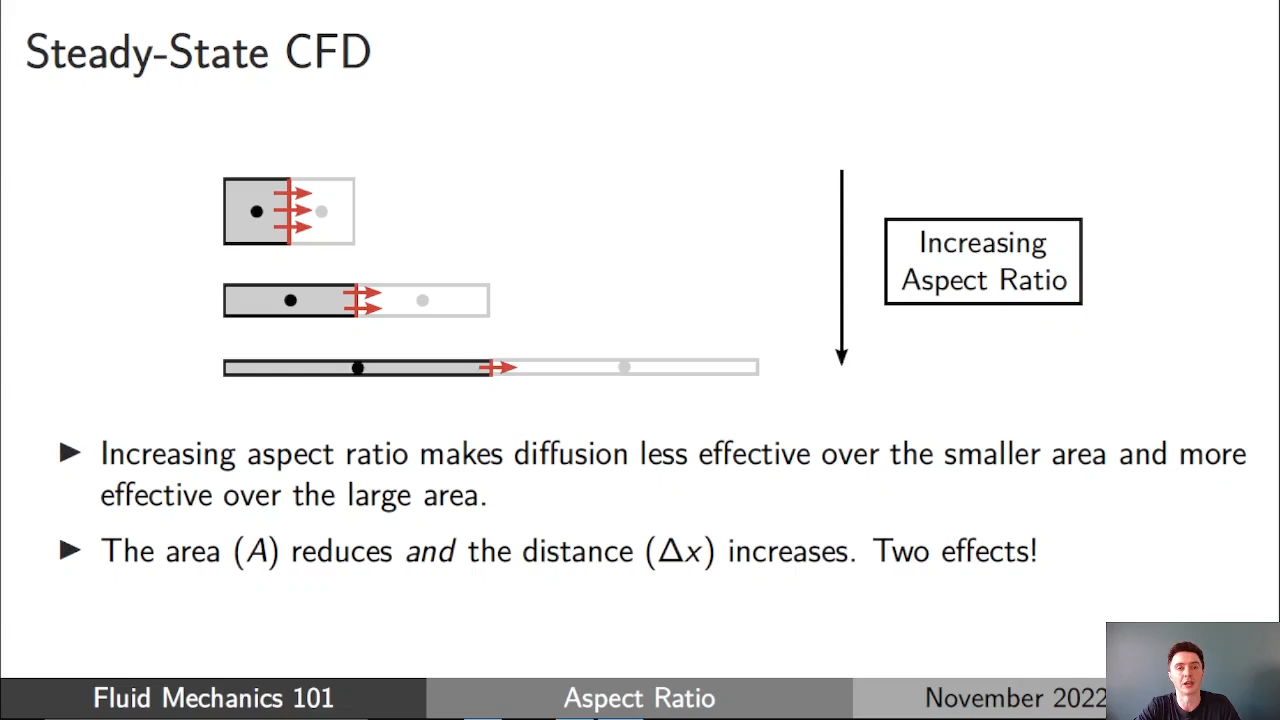 Steady-State CFD
Increasing
Aspect Ratio
▶ Increasing aspect ratio makes diffusion less effective over the smaller area and more
effective over the large area.
▶ The area (A) reduces and the distance (Δx) increases. Two effects!
Fluid Mechanics 101
Aspect Ratio
November 2022